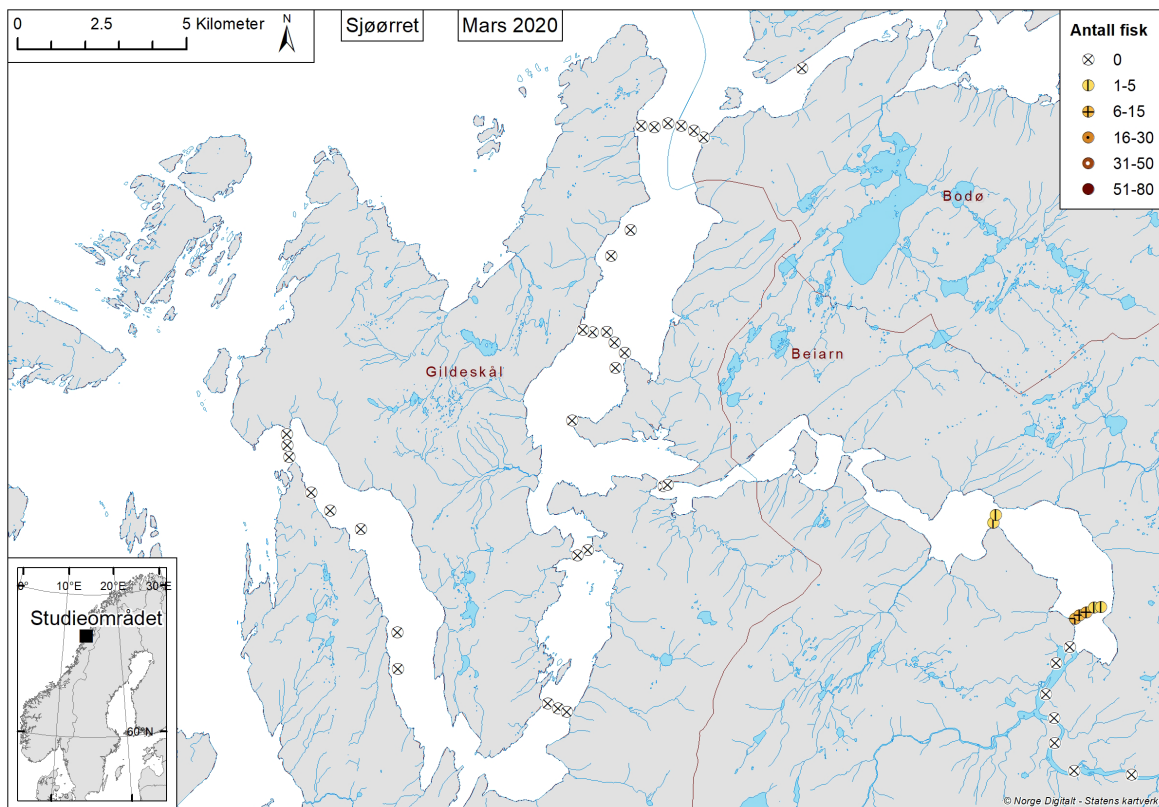 0 2.5 5 Kilometer
N
Sjøørret
Mars 2020
Antall fisk
0
1-5
6-15
16-30
31-50
51-80
Bodø
Beiarn
Gildeskål
0° 10°E 20°E 30°E
Studieområdet
60°N
© Norge Digitalt - Statens kartverk